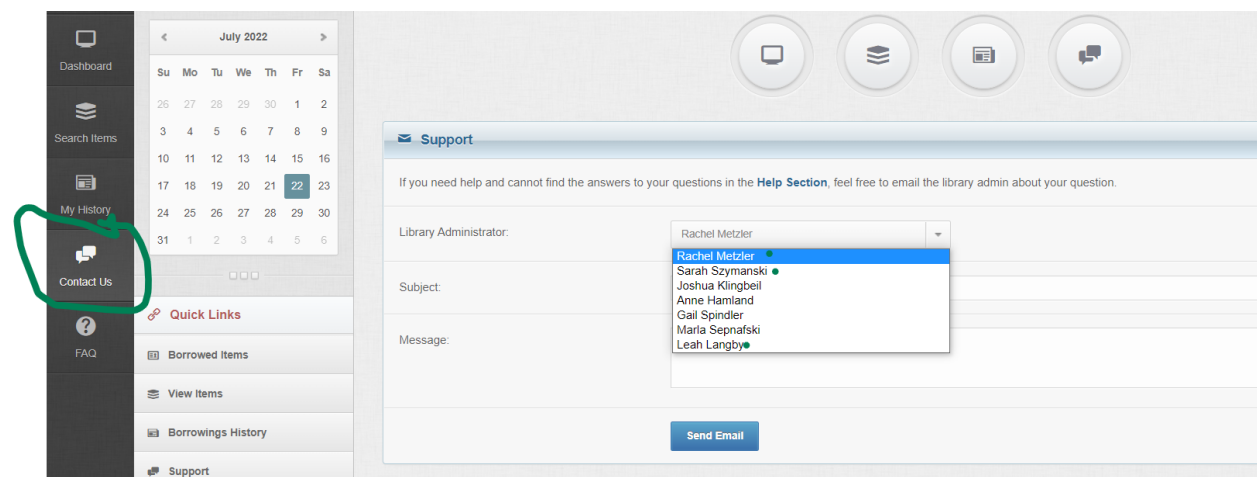 Dashboard
Search Items
My History
Contact Us
FAQ
July 2022
Su Mo Tu We Th Fr Sa
26 27 28 29 30 1 2
3 4 5 6 7 8 9
10 11 12 13 14 15 16
17 18 19 20 21 22 23
24 25 26 27 28 29 30
31 1 2 3 4 5 6
Quick Links
Borrowed Items
View Items
Borrowings History
Support
Support
If you need help and cannot find the answers to your questions in the Help Section, feel free to email the library admin about your question.
Library Administrator:
Rachel Metzler
Rachel Metzler
Sarah Szymanski
Joshua Klingbeil
Anne Hamland
Gail Spindler
Marla Sepnafski
Leah Langby
Subject:
Message:
Send Email